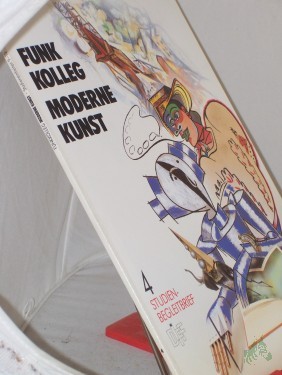 FUNK
KOLLEG
MODERNE
KUNST
4
STUDIEN-
BEGLEITBRIEF